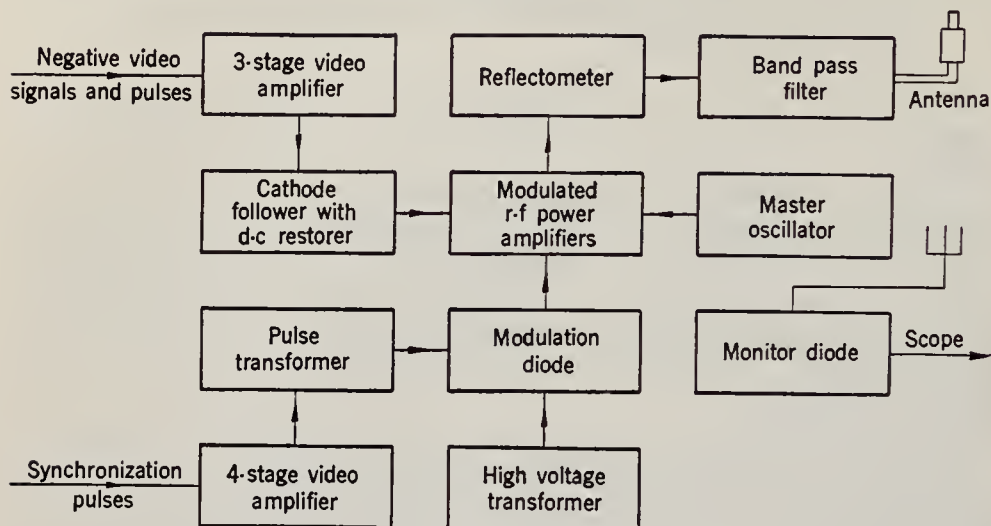 Negative video
signals and pulses
3-stage video
amplifier
Reflectometer
Band pass
filter
Antenna
Cathode
follower with
d-c restorer
Modulated
r-f power
amplifiers
Master
oscillator
Pulse
transformer
Modulation
diode
Monitor diode
Scope
Synchronization
pulses
4-stage video
amplifier
High voltage
transformer